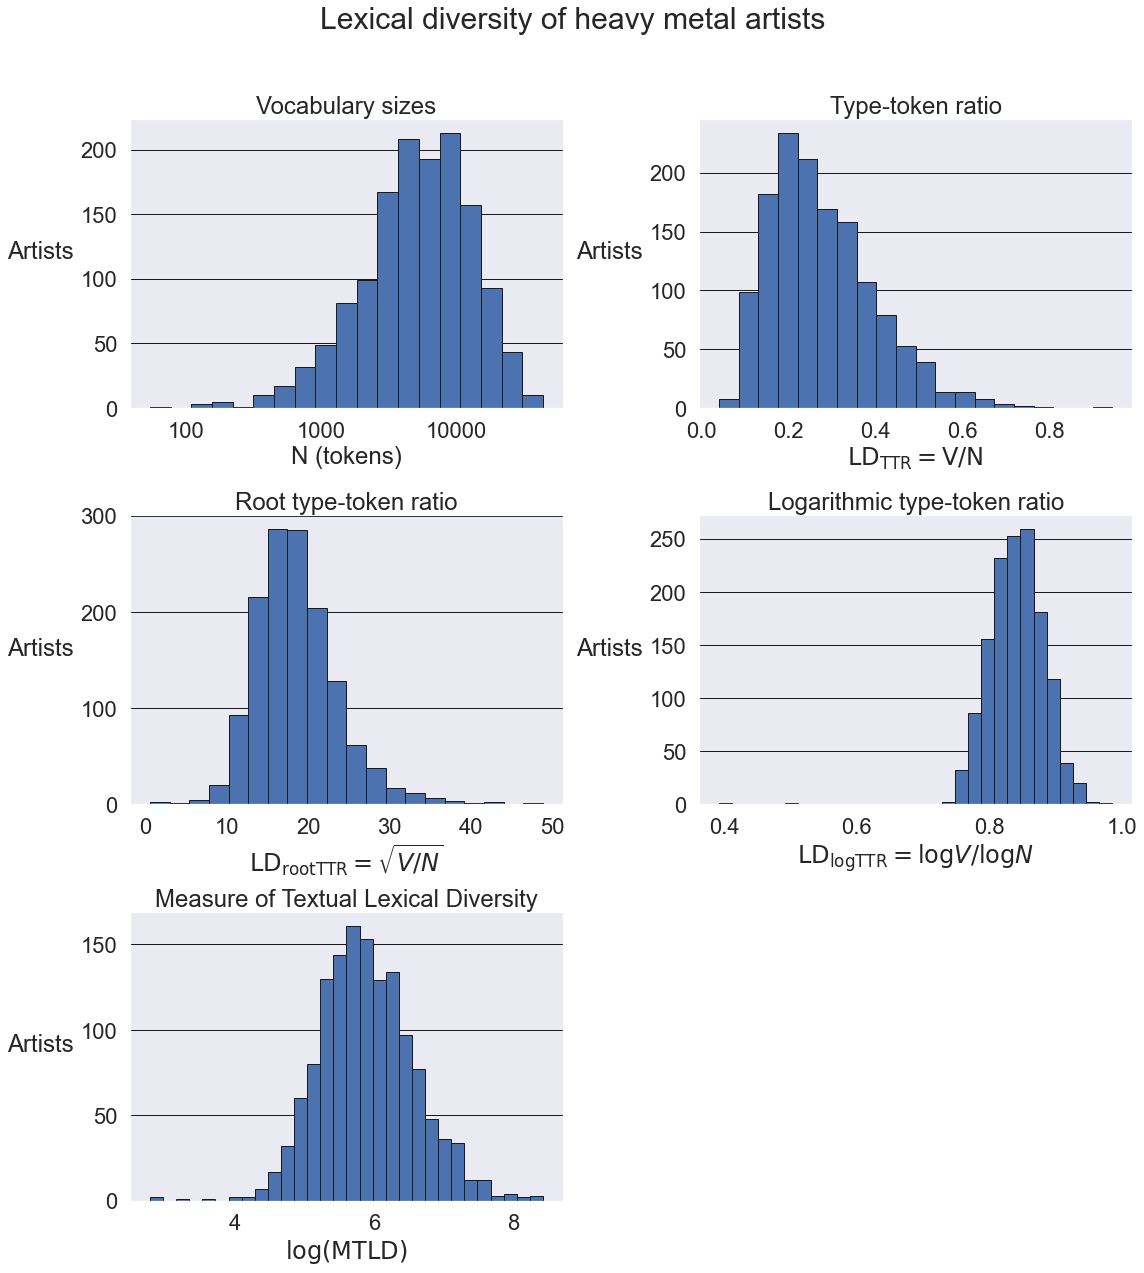 Lexical diversity of heavy metal artists
Vocabulary sizes
Artists
200
150
100
50
0
100 1000 10000
N (tokens)
Type-token ratio
Artists
200
150
100
50
0
0.0 0.2 0.4 0.6 0.8
LD_TTR = V/N
Root type-token ratio
Artists
300
200
100
0
0 10 20 30 40 50
LD_rootTTR = √V/N
Logarithmic type-token ratio
Artists
250
200
150
100
50
0
0.4 0.6 0.8 1.0
LD_logTTR = logV/logN
Measure of Textual Lexical Diversity
Artists
150
100
50
0
4 6 8
log(MTLD)